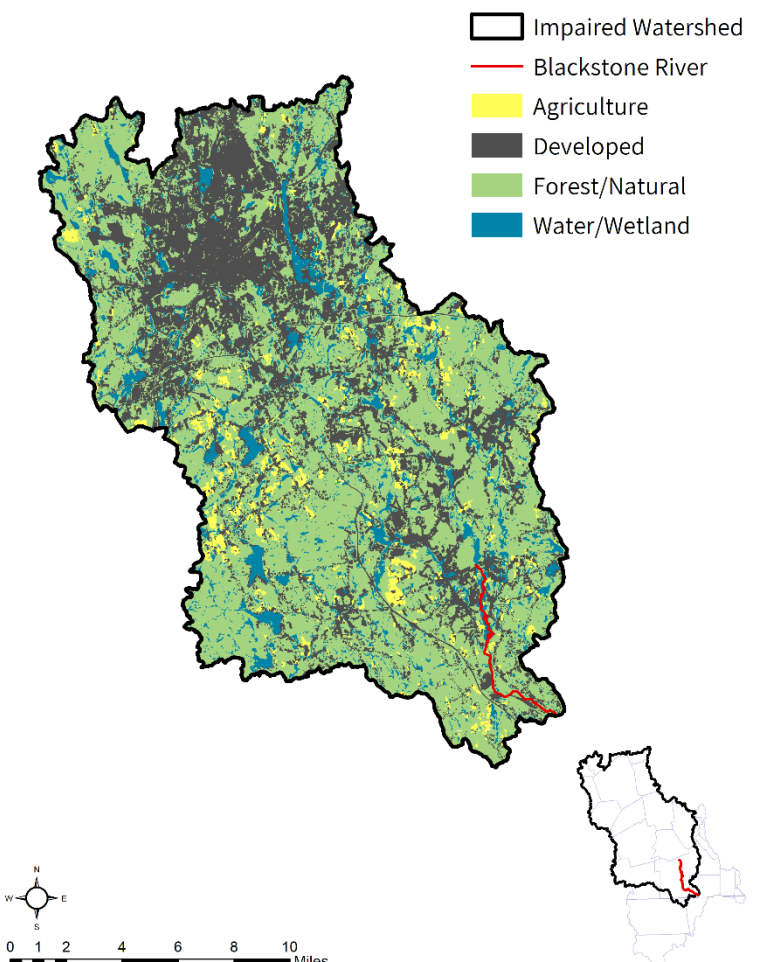 Impaired Watershed
Blackstone River
Agriculture
Developed
Forest/Natural
Water/Wetland
N
W E
S
0 1 2 4 6 8 10
Miles